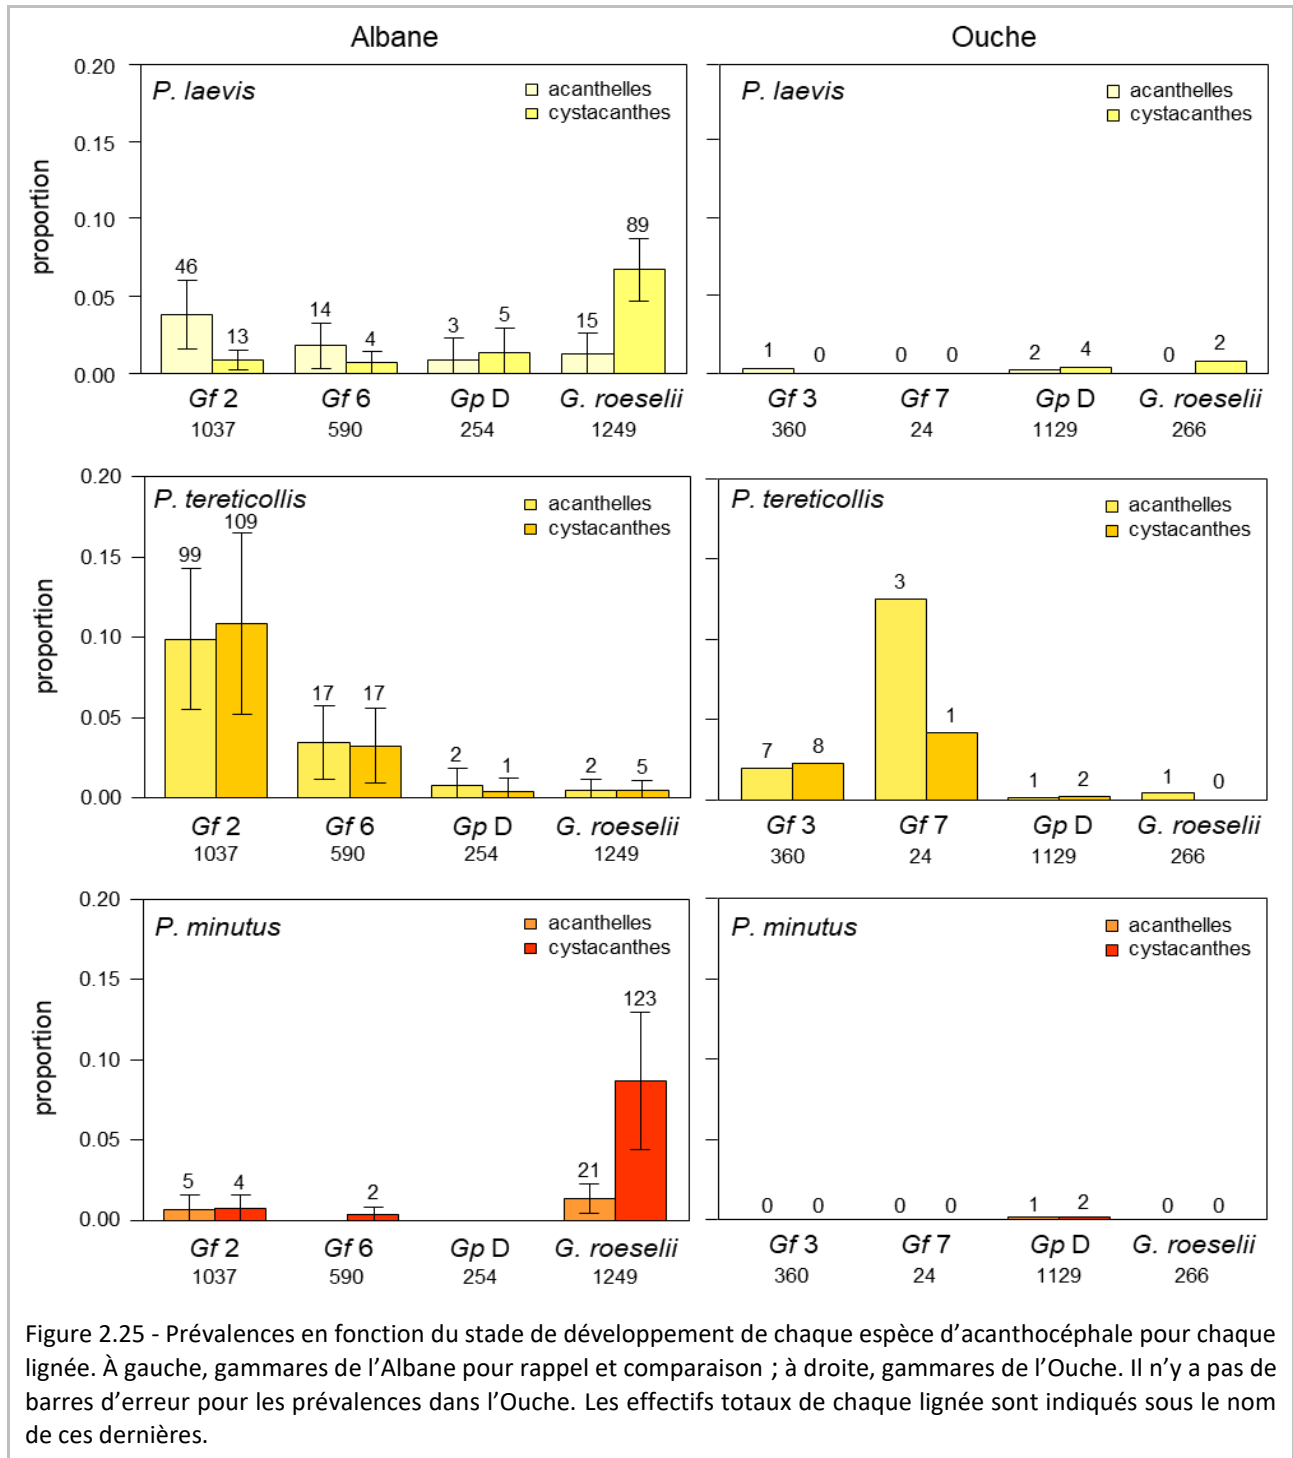 Albane
Ouche
P. laevis
acanthelles
cystacanthes
proportion
0.20
0.15
0.10
0.05
0.00
46
13
14
4
3
5
15
89
Gf 2
Gf 6
Gp D
G. roeselii
1037
590
254
1249
P. laevis
acanthelles
cystacanthes
1
0
0
0
2
4
0
2
Gf 3
Gf 7
Gp D
G. roeselii
360
24
1129
266
P. tereticollis
acanthelles
cystacanthes
proportion
0.20
0.15
0.10
0.05
0.00
99
109
17
17
2
1
2
5
Gf 2
Gf 6
Gp D
G. roeselii
1037
590
254
1249
P. tereticollis
acanthelles
cystacanthes
7
8
3
1
1
2
1
0
Gf 3
Gf 7
Gp D
G. roeselii
360
24
1129
266
P. minutus
acanthelles
cystacanthes
proportion
0.20
0.15
0.10
0.05
0.00
5
4
2
21
123
Gf 2
Gf 6
Gp D
G. roeselii
1037
590
254
1249
P. minutus
acanthelles
cystacanthes
0
0
0
0
1
2
0
0
Gf 3
Gf 7
Gp D
G. roeselii
360
24
1129
266
Figure 2.25 - Prévalences en fonction du stade de développement de chaque espèce d’acanthocéphale pour chaque
lignée. À gauche, gammares de l’Albane pour rappel et comparaison ; à droite, gammares de l’Ouche. Il n’y a pas de
barres d’erreur pour les prévalences dans l’Ouche. Les effectifs totaux de chaque lignée sont indiqués sous le nom
de ces dernières.